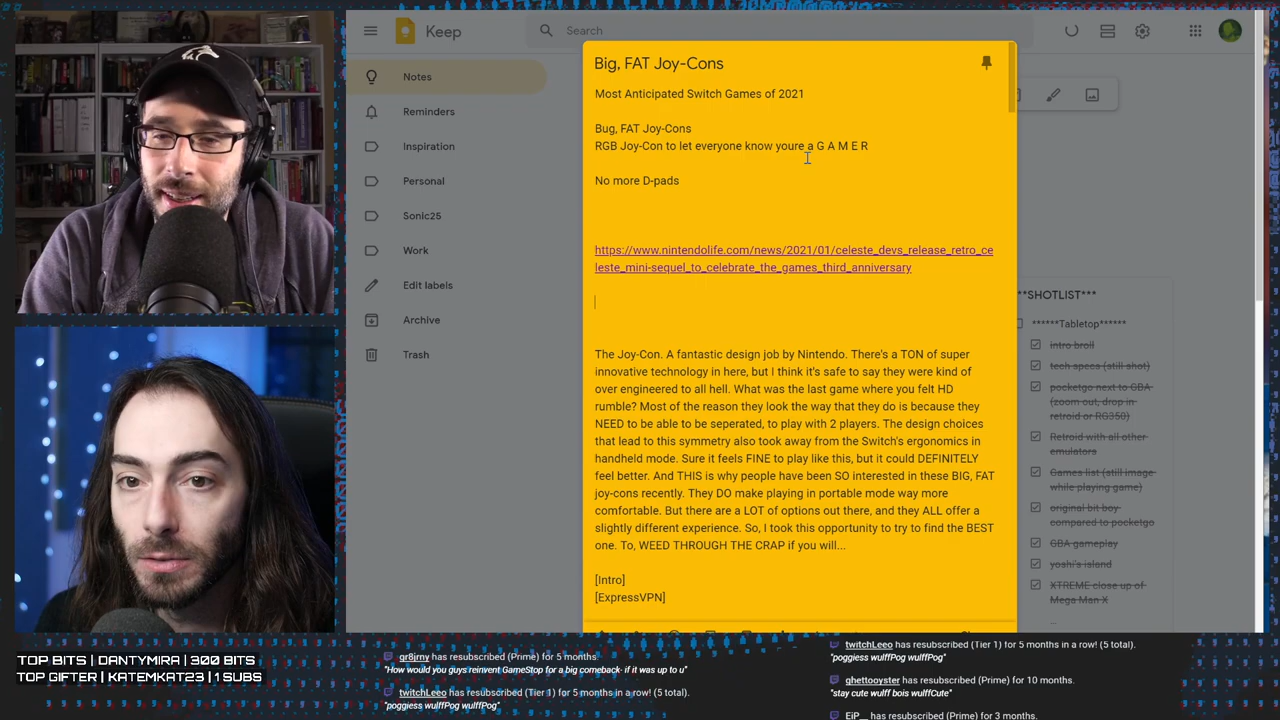 Keep
Search
Notes
Reminders
Inspiration
Personal
Sonic25
Work
Edit labels
Archive
Trash
Big, FAT Joy-Cons
Most Anticipated Switch Games of 2021
Bug, FAT Joy-Cons
RGB Joy-Con to let everyone know youre a G A M E R
No more D-pads
https://www.nintendolife.com/news/2021/01/celeste_devs_release_retro_ce
leste_mini-sequel_to_celebrate_the_games_third_anniversary
The Joy-Con. A fantastic design job by Nintendo. There's a TON of super
innovative technology in here, but I think it's safe to say they were kind of
over engineered to all hell. What was the last game where you felt HD
rumble? Most of the reason they look the way that they do is because they
NEED to be able to be seperated, to play with 2 players. The design choices
that lead to this symmetry also took away from the Switch's ergonomics in
handheld mode. Sure it feels FINE to play like this, but it could DEFINITELY
feel better. And THIS is why people have been SO interested in these BIG, FAT
joy-cons recently. They DO make playing in portable mode way more
comfortable. But there are a LOT of options out there, and they ALL offer a
slightly different experience. So, I took this opportunity to try to find the BEST
one. To, WEED THROUGH THE CRAP if you will...
[Intro]
[ExpressVPN]
**SHOTLIST***
******Tabletop******
intro broll
tech specs (still shot)
pocketgo next to GBA
(zoom out, drop in
retroid or RG350)
Retroid with all other
emulators
Games list (still image
while playing game)
original bit boy
compared to pocketgo
GBA gameplay
yoshi's island
XTREME close up of
Mega Man X
TOP BITS | DANTYMIRA | 300 BITS
TOP GIFTER | KATEMKAT23 | 1 SUBS
gr8jrny has resubscribed (Prime) for 5 months.
"How would you guys reinvent GameStop for a big comeback- if it was up to u"
twitchLeeo has resubscribed (Tier 1) for 5 months in a row! (5 total).
"poggiess wulffPog wulffPog"
twitchLeeo has resubscribed (Tier 1) for 5 months in a row! (5 total).
"poggiess wulffPog wulffPog"
ghettooyster has resubscribed (Prime) for 10 months.
"stay cute wulff bois wulffCute"
EiP__ has resubscribed (Prime) for 3 months.